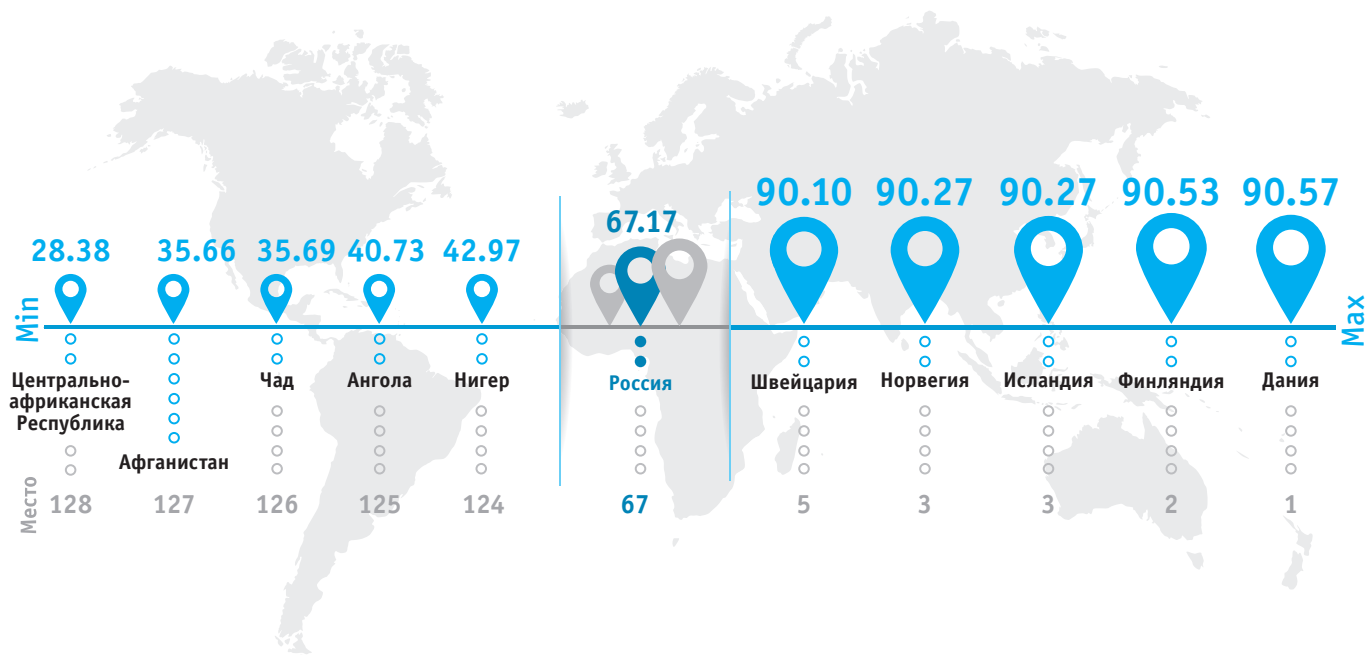 90.10 90.27 90.27 90.53 90.57
67.17
28.38 35.66 35.69 40.73 42.97
Min
Max
Центрально-
африканская
Республика
Афганистан
Чад
Ангола
Нигер
Россия
Швейцария
Норвегия
Исландия
Финляндия
Дания
Место
128 127 126 125 124 67 5 3 3 2 1